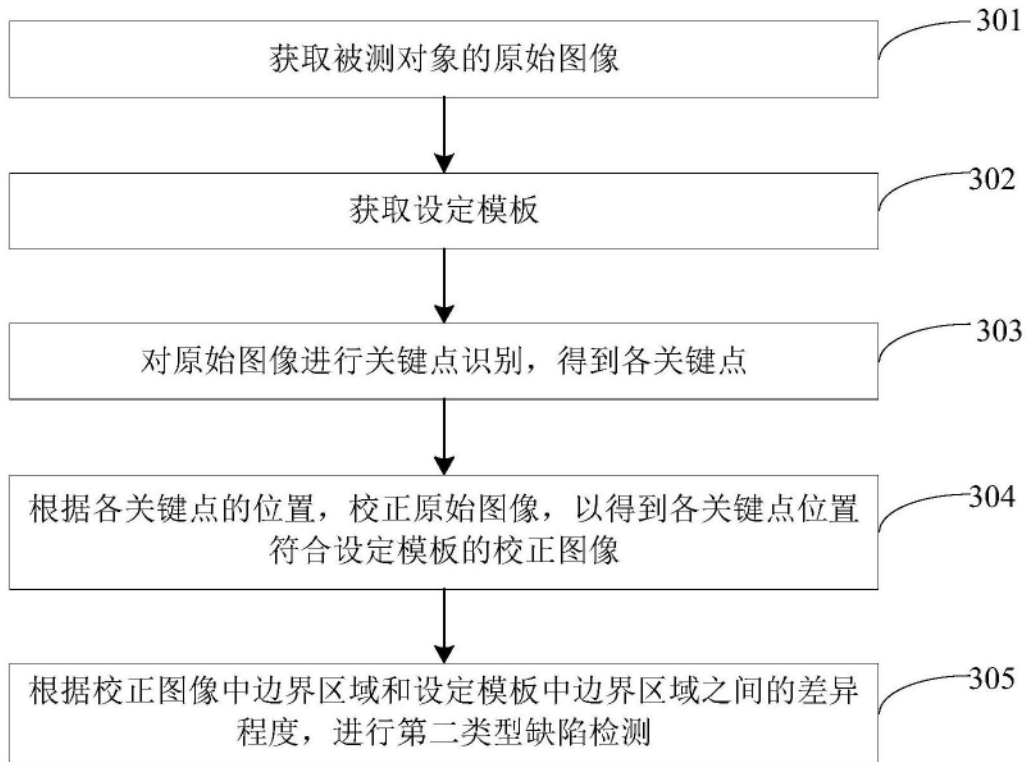 获取被测对象的原始图像
301
获取设定模板
302
对原始图像进行关键点识别，得到各关键点
303
根据各关键点的位置，校正原始图像，以得到各关键点位置
符合设定模板的校正图像
304
根据校正图像中边界区域和设定模板中边界区域之间的差异
程度，进行第二类型缺陷检测
305